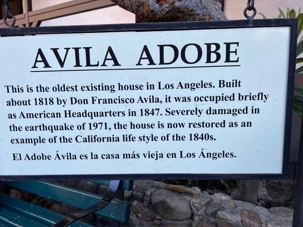 AVILA ADOBE
This is the oldest existing house in Los Angeles. Built
about 1818 by Don Francisco Avila, it was occupied briefly
as American Headquarters in 1847. Severely damaged in
the earthquake of 1971, the house is now restored as an
example of the California life style of the 1840s.
El Adobe Ávila es la casa más vieja en Los Ángeles.